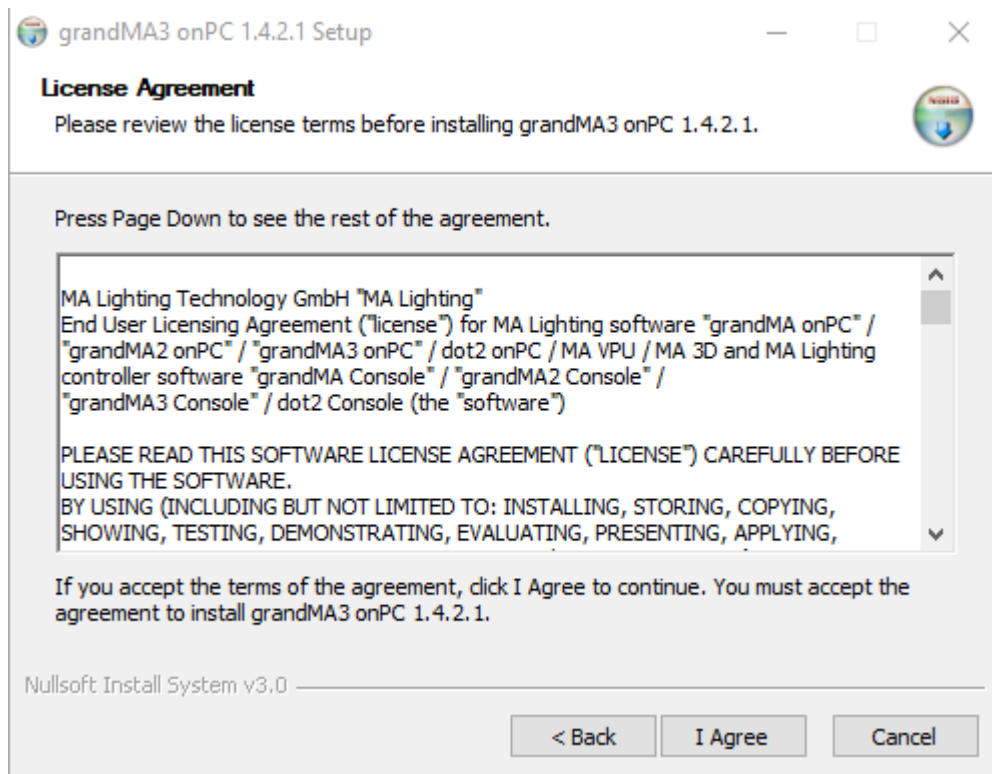 grandMA3 onPC 1.4.2.1 Setup
License Agreement
Please review the license terms before installing grandMA3 onPC 1.4.2.1.
Press Page Down to see the rest of the agreement.
MA Lighting Technology GmbH "MA Lighting"
End User Licensing Agreement ("license") for MA Lighting software "grandMA onPC" /
"grandMA2 onPC" / "grandMA3 onPC" / dot2 onPC / MA VPU / MA 3D and MA Lighting
controller software "grandMA Console" / "grandMA2 Console" /
"grandMA3 Console" / dot2 Console (the "software")
PLEASE READ THIS SOFTWARE LICENSE AGREEMENT ("LICENSE") CAREFULLY BEFORE
USING THE SOFTWARE.
BY USING (INCLUDING BUT NOT LIMITED TO: INSTALLING, STORING, COPYING,
SHOWING, TESTING, DEMONSTRATING, EVALUATING, PRESENTING, APPLYING,
If you accept the terms of the agreement, click I Agree to continue. You must accept the
agreement to install grandMA3 onPC 1.4.2.1.
Nullsoft Install System v3.0
< Back
I Agree
Cancel